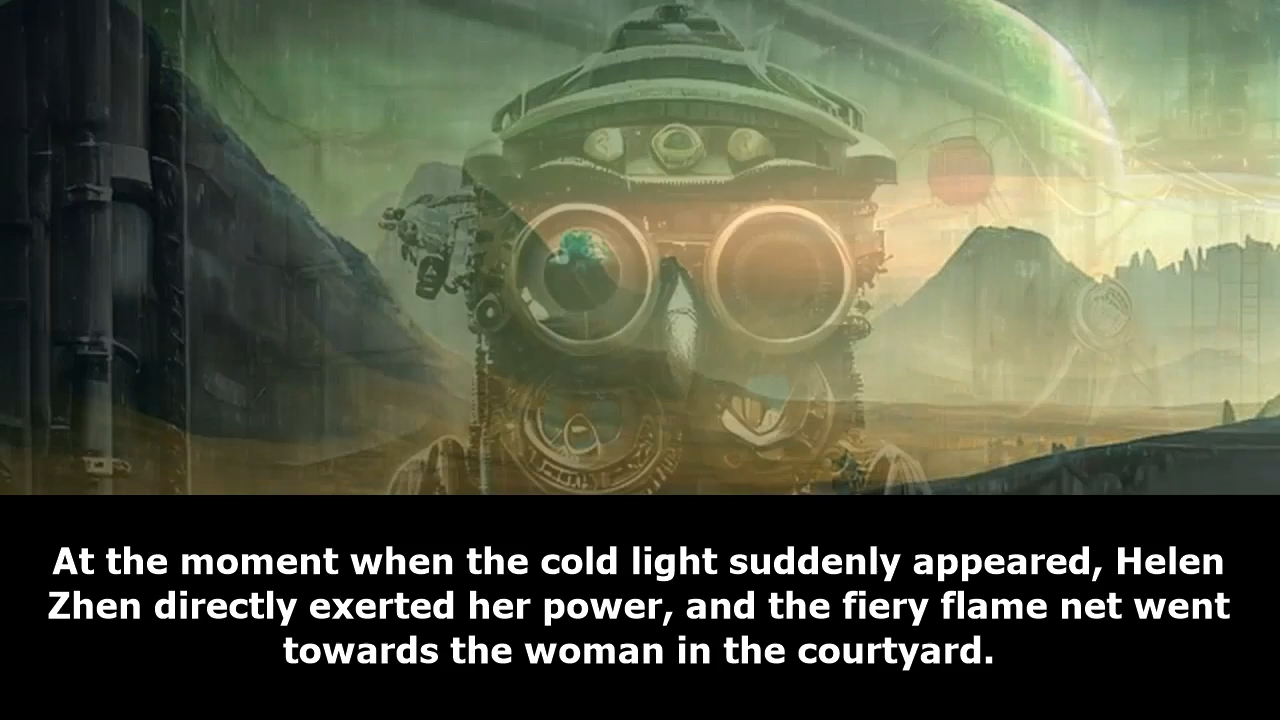 At the moment when the cold light suddenly appeared, Helen
Zhen directly exerted her power, and the fiery flame net went
towards the woman in the courtyard.